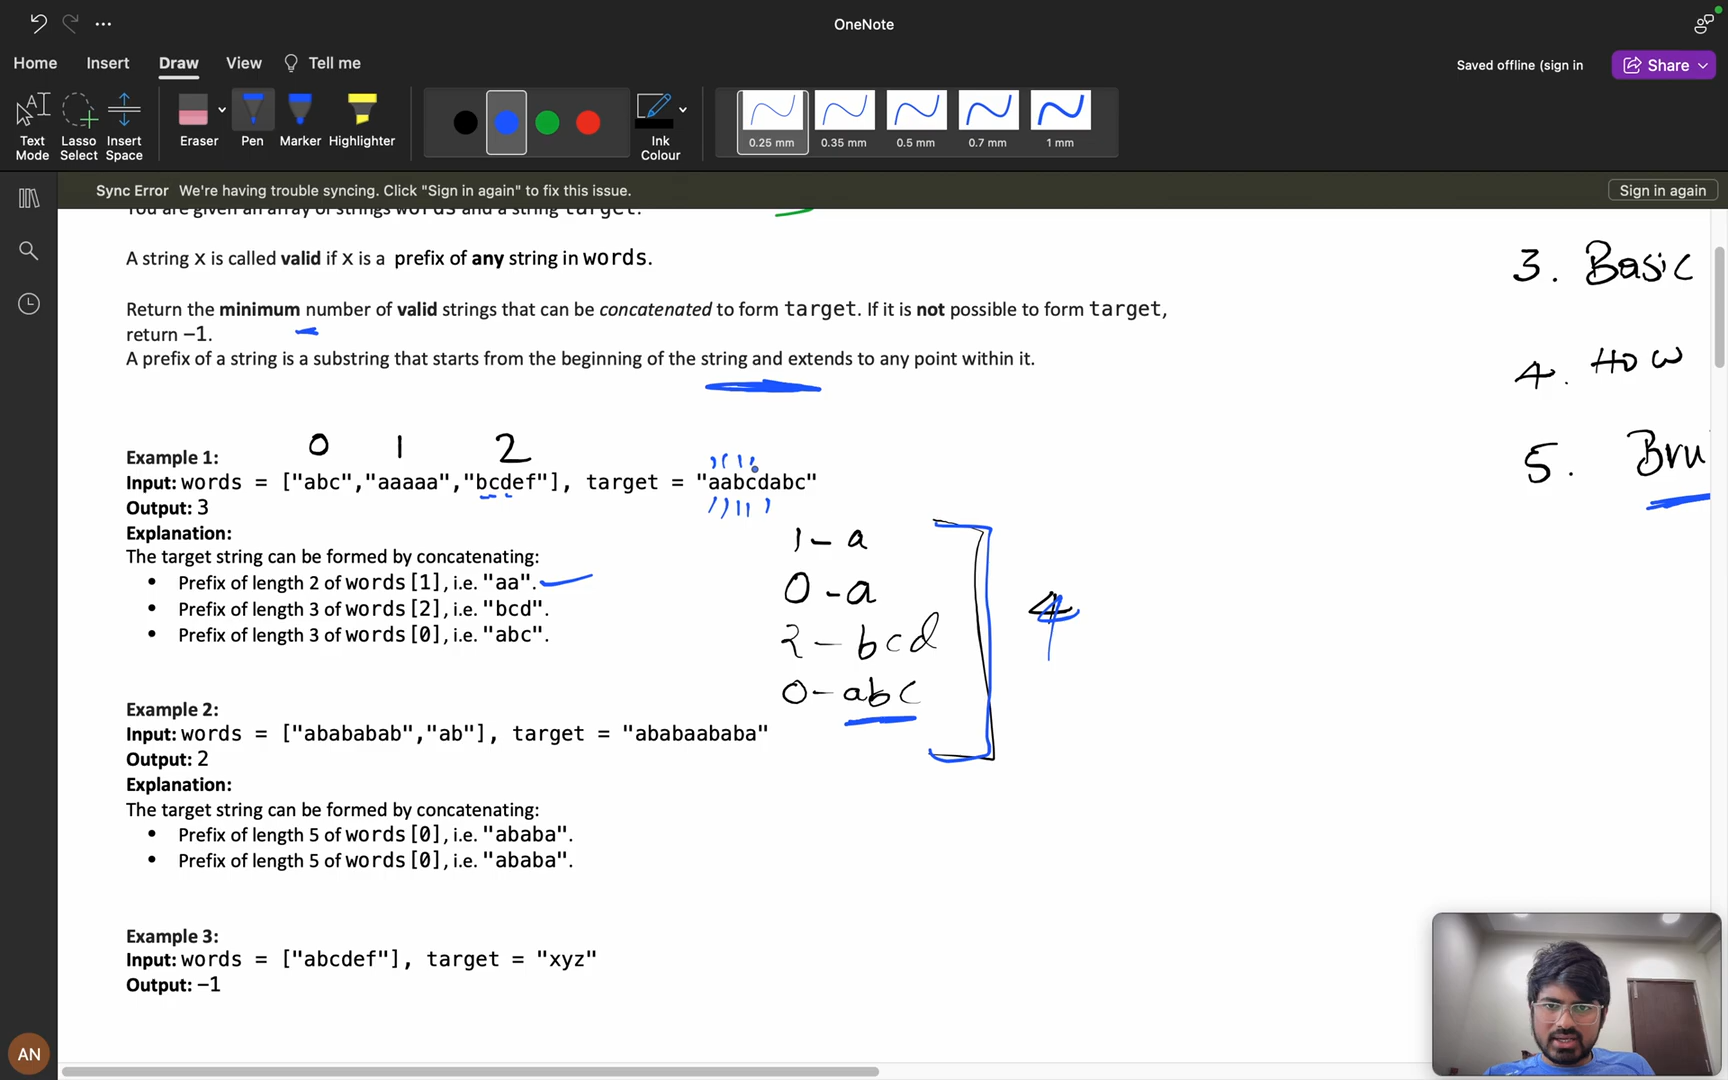 OneNote
Home Insert Draw View Tell me
Saved offline (sign in
Share
Text Mode
Lasso Select
Insert Space
Eraser
Pen
Marker
Highlighter
Ink Colour
0.25 mm
0.35 mm
0.5 mm
0.7 mm
1 mm
Sync Error We're having trouble syncing. Click "Sign in again" to fix this issue.
Sign in again
You are given an array of strings words and a string target.
A string x is called valid if x is a prefix of any string in words.
Return the minimum number of valid strings that can be concatenated to form target. If it is not possible to form target,
return −1.
A prefix of a string is a substring that starts from the beginning of the string and extends to any point within it.
3. Basic
4. HOW
5. Bru
0 1 2
Example 1:
Input: words = ["abc","aaaaa","bcdef"], target = "aabcdabc"
Output: 3
Explanation:
The target string can be formed by concatenating:
• Prefix of length 2 of words[1], i.e. "aa".
• Prefix of length 3 of words[2], i.e. "bcd".
• Prefix of length 3 of words[0], i.e. "abc".
1 - a
0 - a
2 - bcd
0 - abc
4
Example 2:
Input: words = ["abababab","ab"], target = "ababaababa"
Output: 2
Explanation:
The target string can be formed by concatenating:
• Prefix of length 5 of words[0], i.e. "ababa".
• Prefix of length 5 of words[0], i.e. "ababa".
Example 3:
Input: words = ["abcdef"], target = "xyz"
Output: −1
AN